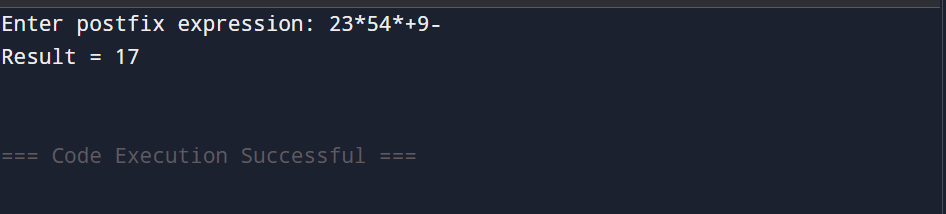 Enter postfix expression: 23*54*+9-
Result = 17
=== Code Execution Successful ===